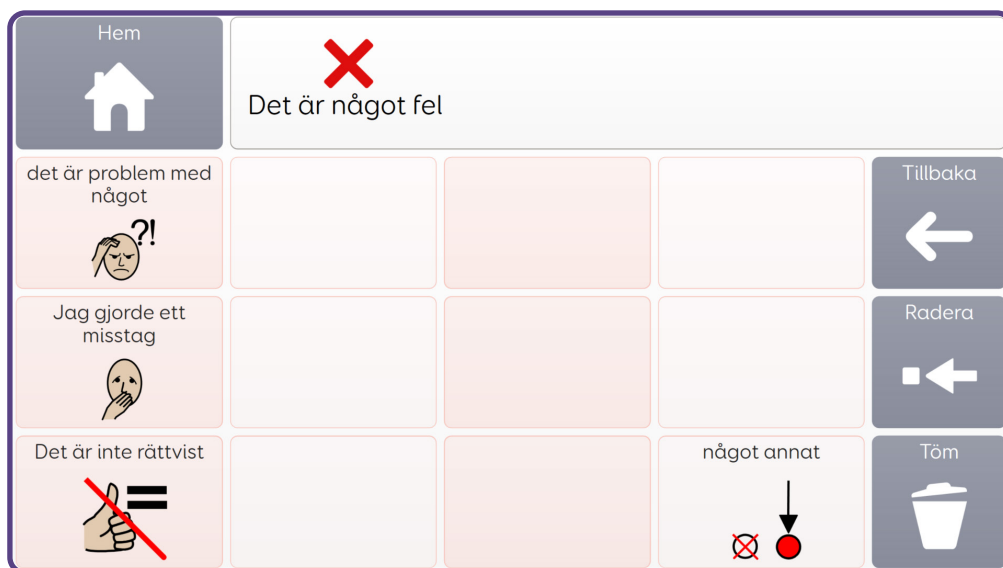 Hem
Det är något fel
det är problem med
något
?!
Tillbaka
Jag gjorde ett
misstag
Radera
Det är inte rättvist
något annat
Töm